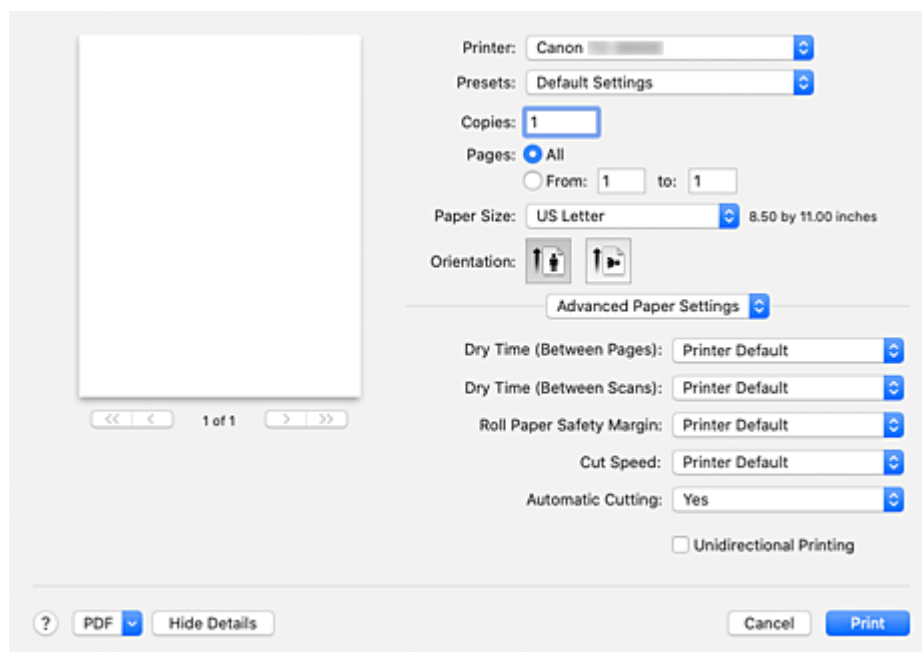 Printer: Canon
Presets: Default Settings
Copies: 1
Pages: All
From: 1 to: 1
Paper Size: US Letter 8.50 by 11.00 inches
Orientation:
Advanced Paper Settings
Dry Time (Between Pages): Printer Default
Dry Time (Between Scans): Printer Default
<< < 1 of 1 > >>
Roll Paper Safety Margin: Printer Default
Cut Speed: Printer Default
Automatic Cutting: Yes
Unidirectional Printing
? PDF Hide Details Cancel Print